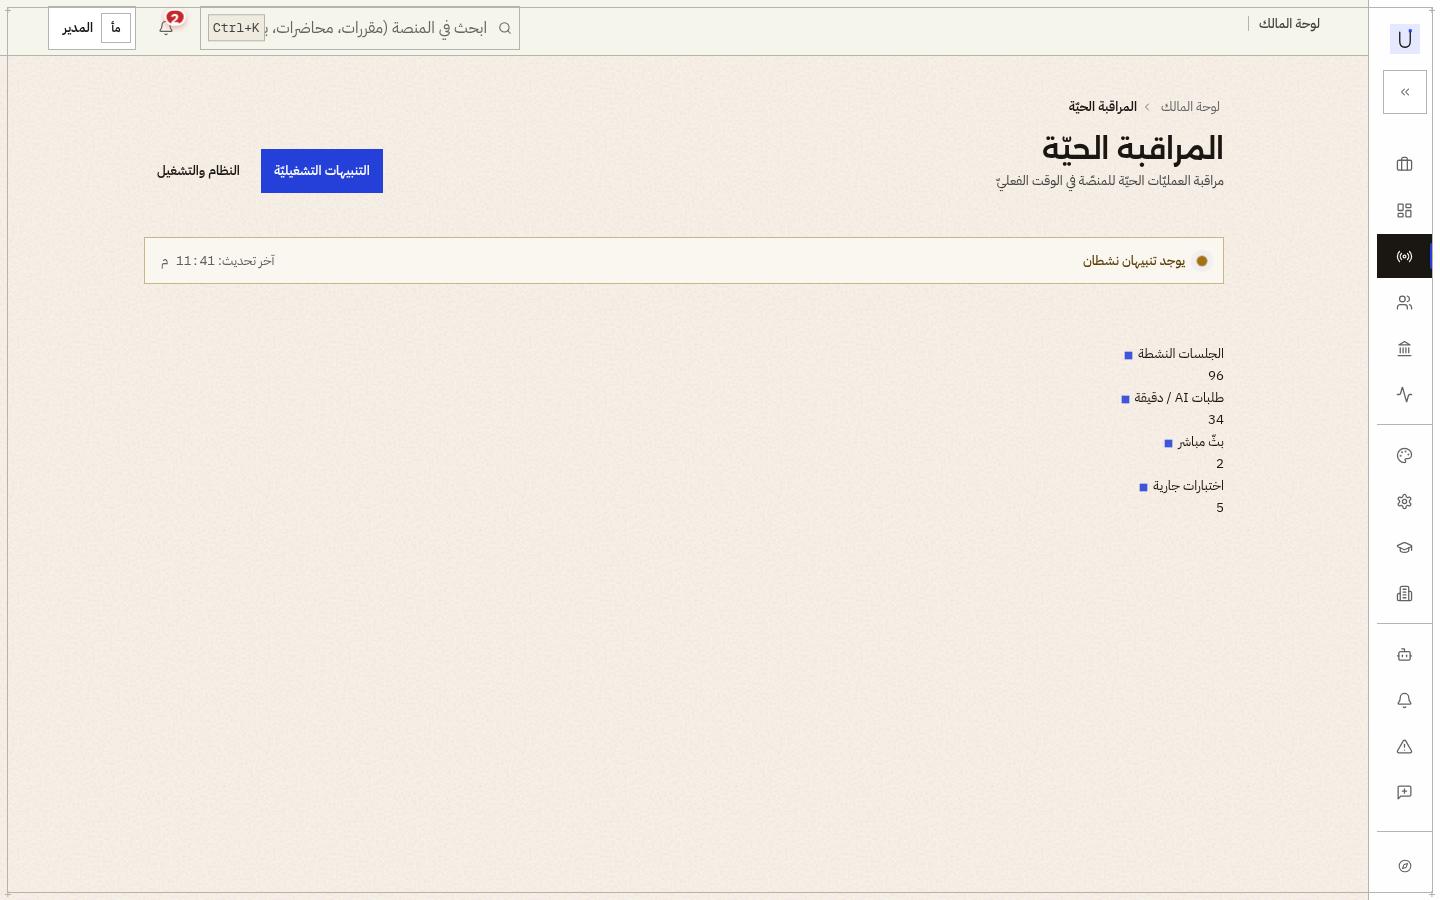 لوحة المالك
ابحث في المنصة (مقررات، محاضرات، ب
Ctrl+K
2
مأ
المدير
لوحة المالك
المراقبة الحيّة
المراقبة الحيّة
مراقبة العمليّات الحيّة للمنصّة في الوقت الفعليّ
التنبيهات التشغيليّة
النظام والتشغيل
يوجد تنبيهان نشطان
آخر تحديث: 11:41 م
الجلسات النشطة
96
طلبات AI / دقيقة
34
بثّ مباشر
2
اختبارات جارية
5